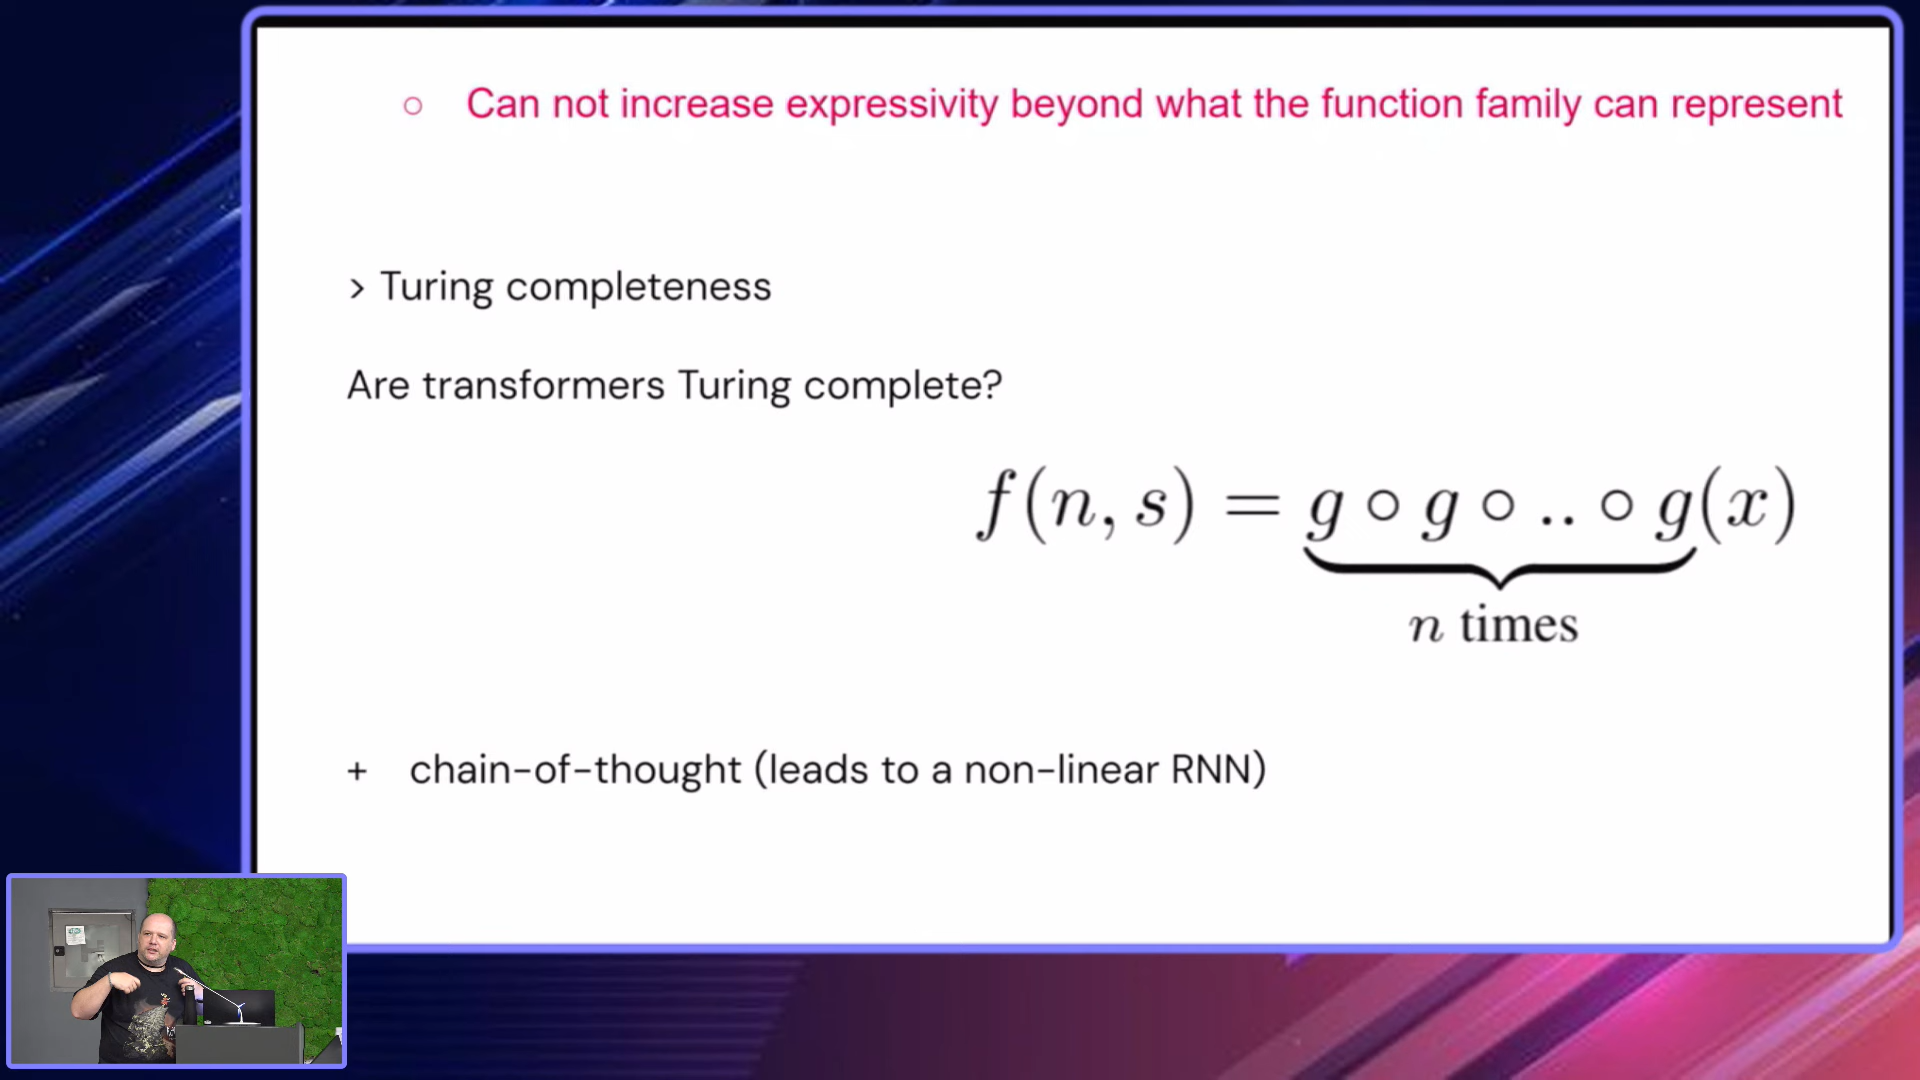 ○ Can not increase expressivity beyond what the function family can represent
> Turing completeness
Are transformers Turing complete?
f(n, s) = g ∘ g ∘ .. ∘ g(x)
n times
+ chain-of-thought (leads to a non-linear RNN)